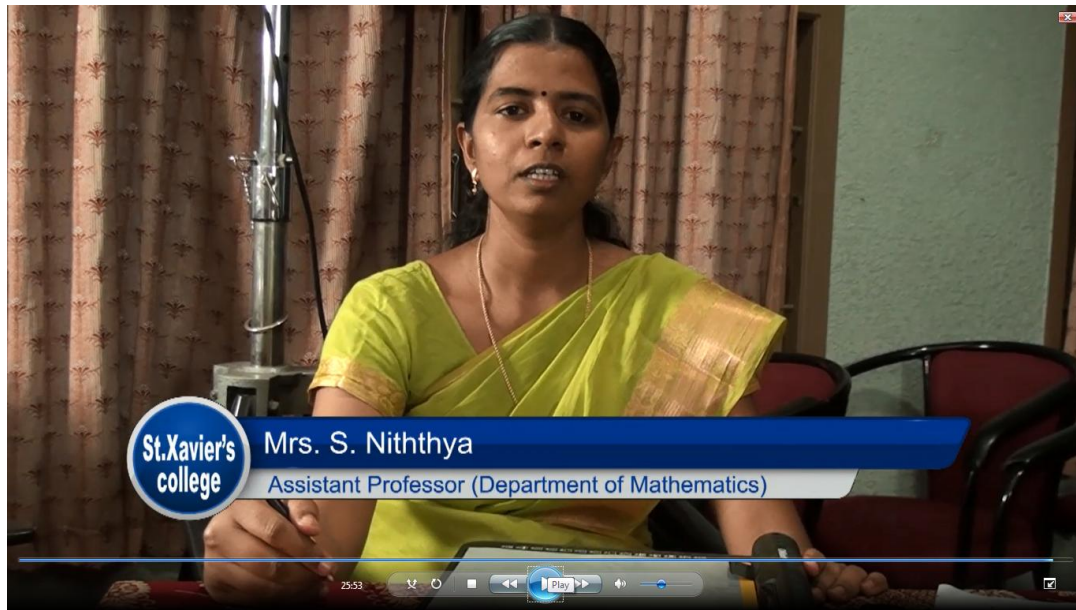 St.Xavier's
college
Mrs. S. Niththya
Assistant Professor (Department of Mathematics)
25:53
Play